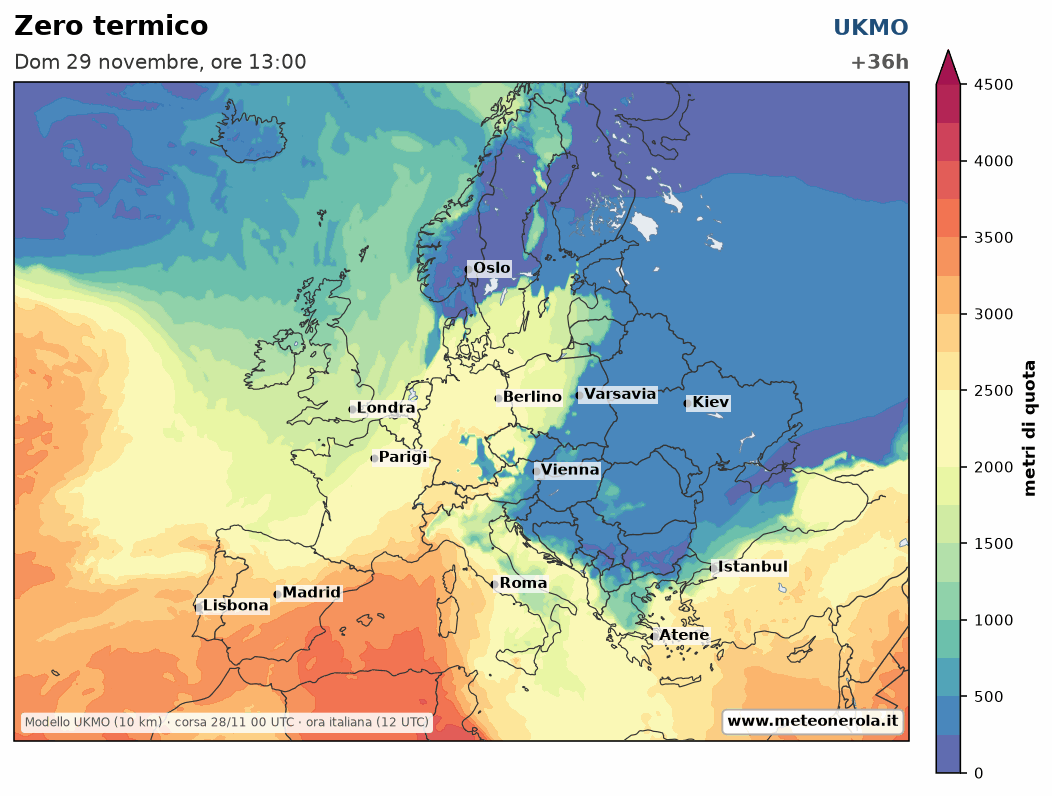 Zero termico
UKMO
Dom 29 novembre, ore 13:00
+36h
4500
4000
3500
3000
2500
2000
1500
1000
500
0
metri di quota
Oslo
Berlino
Varsavia
Kiev
Londra
Parigi
Vienna
Istanbul
Roma
Madrid
Lisbona
Atene
Modello UKMO (10 km) · corsa 28/11 00 UTC · ora italiana (12 UTC)
www.meteonerola.it